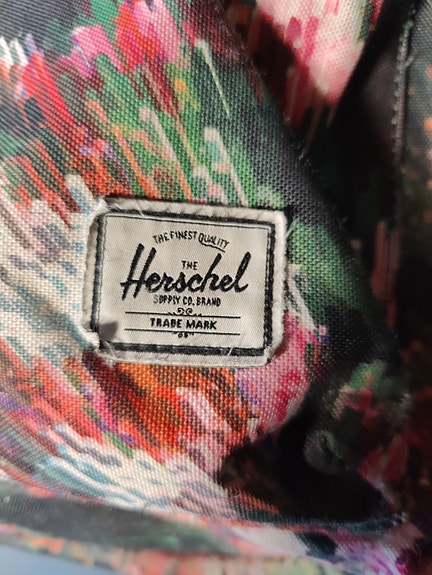 THE FINEST QUALITY
THE
Herschel
SUPPLY CO. BRAND
TRADE MARK